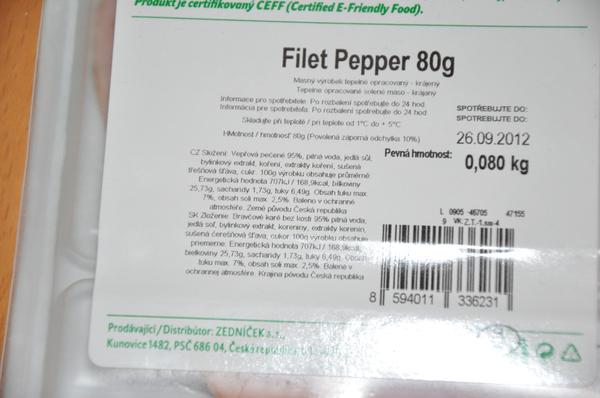 Produkt je certifikovaný CEFF (Certified E-Friendly Food).
Filet Pepper 80g
Masný výrobek tepelně opracovaný - krájený
Tepelne opracované solené mäso - krájaný
Informace pro spotřebitele: Po rozbalení spotřebujte do 24 hod
Informácia pre spotrebiteľa: Po rozbalení spotrebujte do 24 hod
SPOTŘEBUJTE DO:
SPOTREBUJTE DO:
Skladujte při teplotě / pri teplote od 1°C do + 5°C
HMotnost / hmotnosť 80g (Povolená záporná odchylka 10%)
26.09.2012
Pevná hmotnost:
0,080 kg
CZ Složení: Vepřová pečeně 95%, pitná voda, jedlá sůl,
bylinkový extrakt, koření, extrakty koření, sušená
třešňová šťáva, cukr. 100g výrobku obsahuje průměrně:
Energetická hodnota 707kJ / 168,9kcal, bílkoviny
25,73g, sacharidy 1,73g, tuky 6,49g. Obsah tuku max.
7%, obsah soli max. 2,5%. Baleno v ochranné
atmosféře. Země původu Česká republika
SK Zloženie: Bravčové karé bez kosti 95% pitná voda,
jedlá soľ, bylinkový extrakt, koreniny, extrakty korenín,
sušená čerešňová šťava, cukor 100g výrobku obsahuje
priemerne: Energetická hodnota 707kJ / 168,9kcal,
bielkoviny 25,73g, sacharidy 1,73g, tuky 6,49g. Obsah
tuku max. 7%, obsah soli max. 2,5%. Balené v
ochrannej atmosfére. Krajina pôvodu Česká republika
L 0905 46705 47155
9 VK:Z.T.-1.sm-4
8 594011 336231
Prodávající / Distribútor: ZEDNÍČEK a.s.,
Kunovice 1482, PSČ 686 04, Česká republika